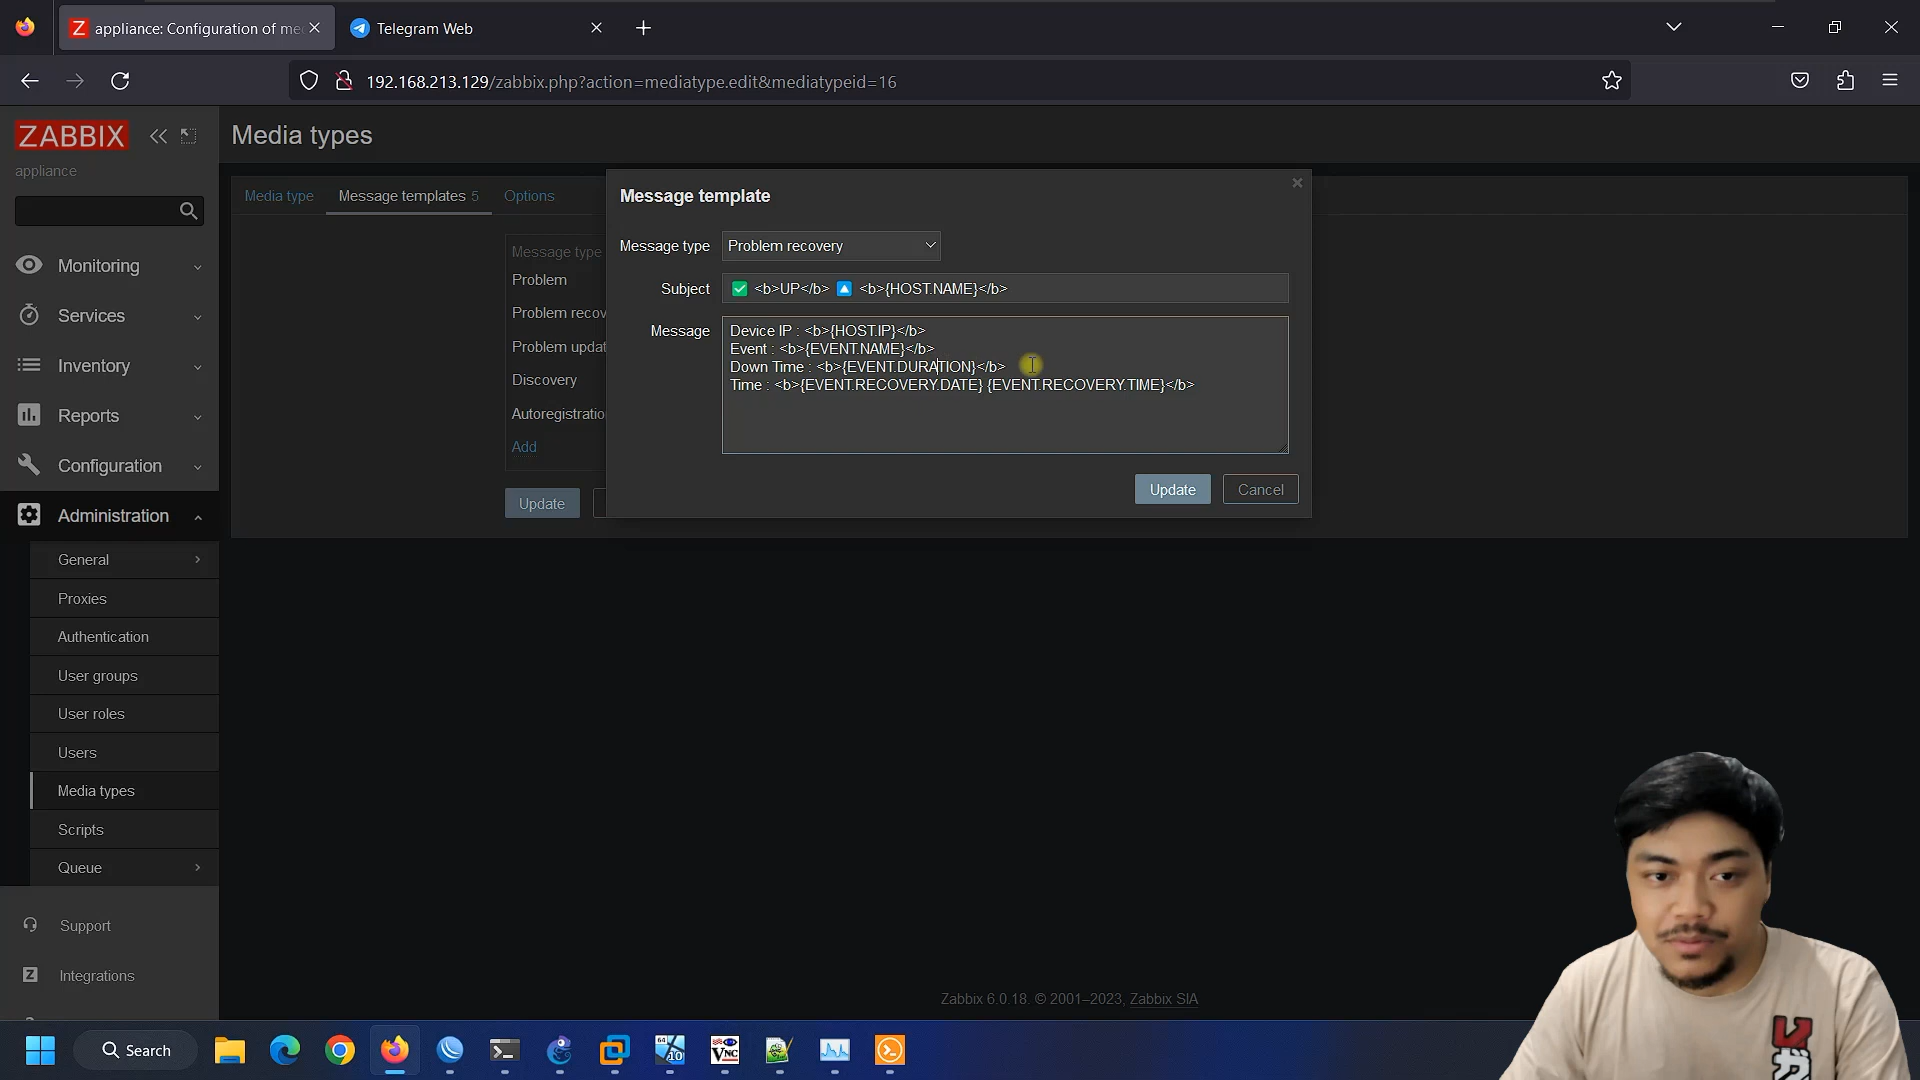 appliance: Configuration of me
Telegram Web
192.168.213.129/zabbix.php?action=mediatype.edit&mediatypeid=16
ZABBIX
appliance
Media types
Monitoring
Services
Inventory
Reports
Configuration
Administration
General
Proxies
Authentication
User groups
User roles
Users
Media types
Scripts
Queue
Support
Integrations
Media type
Message templates 5
Options
Message type
Problem
Problem recov
Problem updat
Discovery
Autoregistratio
Add
Update
Message template
Message type Problem recovery
Subject ✅ <b>UP</b> 🔼 <b>{HOST.NAME}</b>
Message Device IP : <b>{HOST.IP}</b>
Event : <b>{EVENT.NAME}</b>
Down Time : <b>{EVENT.DURATION}</b>
Time : <b>{EVENT.RECOVERY.DATE} {EVENT.RECOVERY.TIME}</b>
Update
Cancel
Zabbix 6.0.18. © 2001–2023, Zabbix SIA
Search